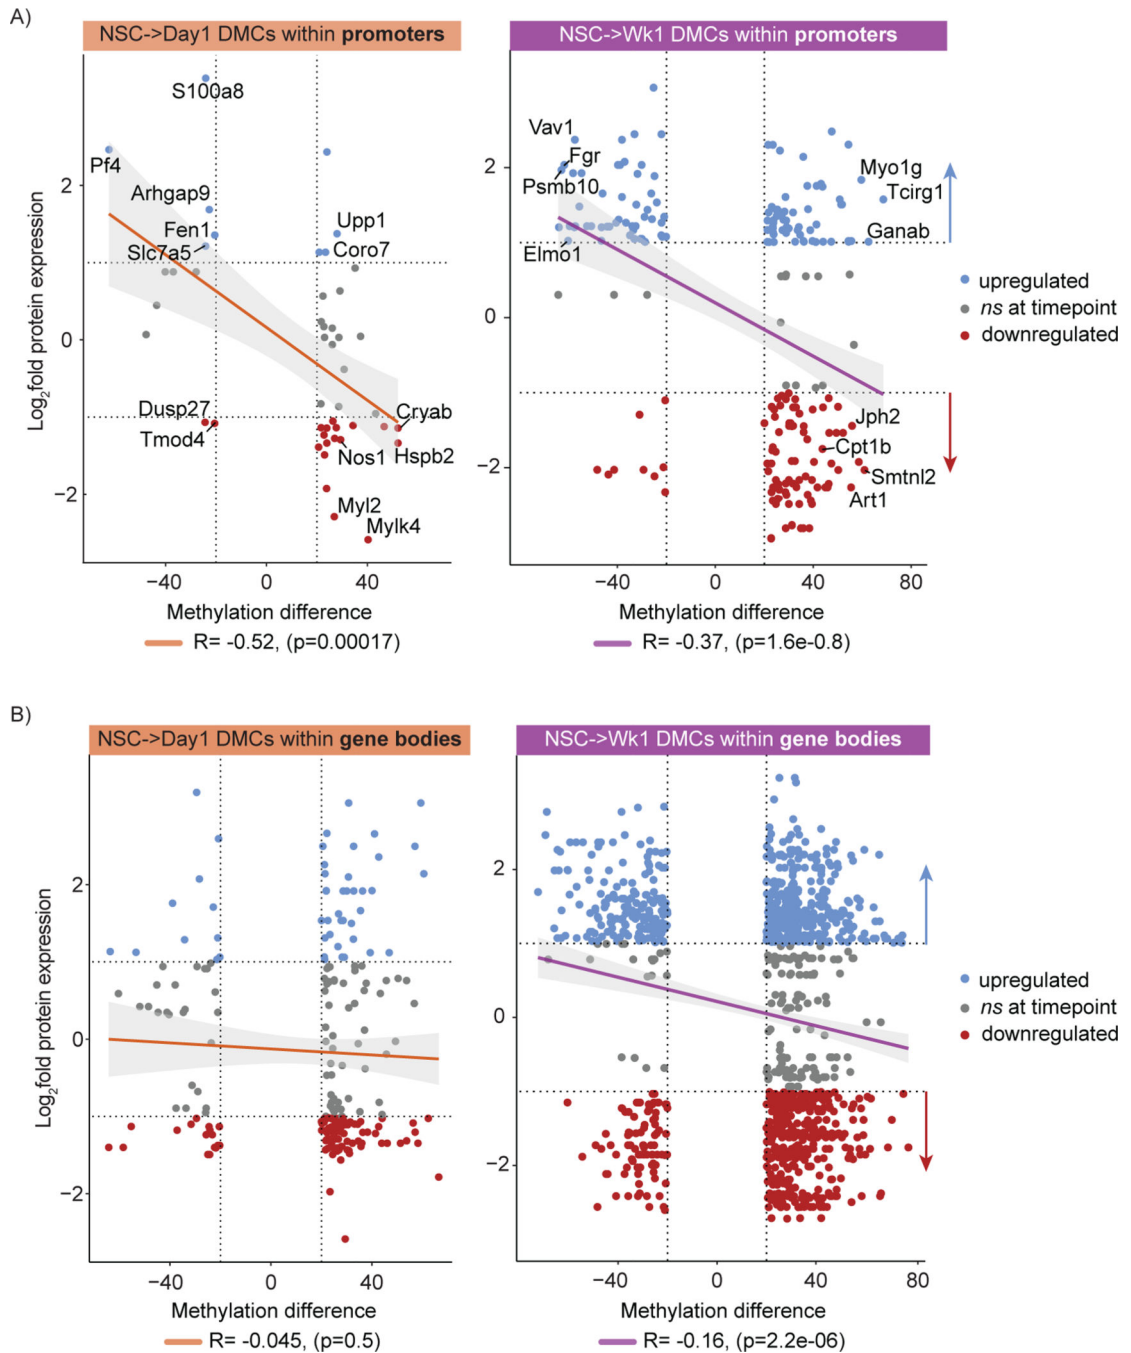 A)
NSC->Day1 DMCs within promoters
NSC->Wk1 DMCs within promoters
S100a8
Pf4
Arhgap9
Fen1
Slc7a5
Upp1
Coro7
Dusp27
Tmod4
Cryab
Nos1
Hspb2
Myl2
Mylk4
Log2fold protein expression
2
0
−2
−40
0
40
Methylation difference
R= -0.52, (p=0.00017)
Vav1
Fgr
Psmb10
Elmo1
Myo1g
Tcirg1
Ganab
Jph2
Cpt1b
Smtnl2
Art1
2
0
−2
−40
0
40
80
Methylation difference
R= -0.37, (p=1.6e-0.8)
upregulated
ns at timepoint
downregulated
B)
NSC->Day1 DMCs within gene bodies
NSC->Wk1 DMCs within gene bodies
Log2fold protein expression
2
0
−2
−40
0
40
Methylation difference
R= -0.045, (p=0.5)
2
0
−2
−40
0
40
80
Methylation difference
R= -0.16, (p=2.2e-06)
upregulated
ns at timepoint
downregulated